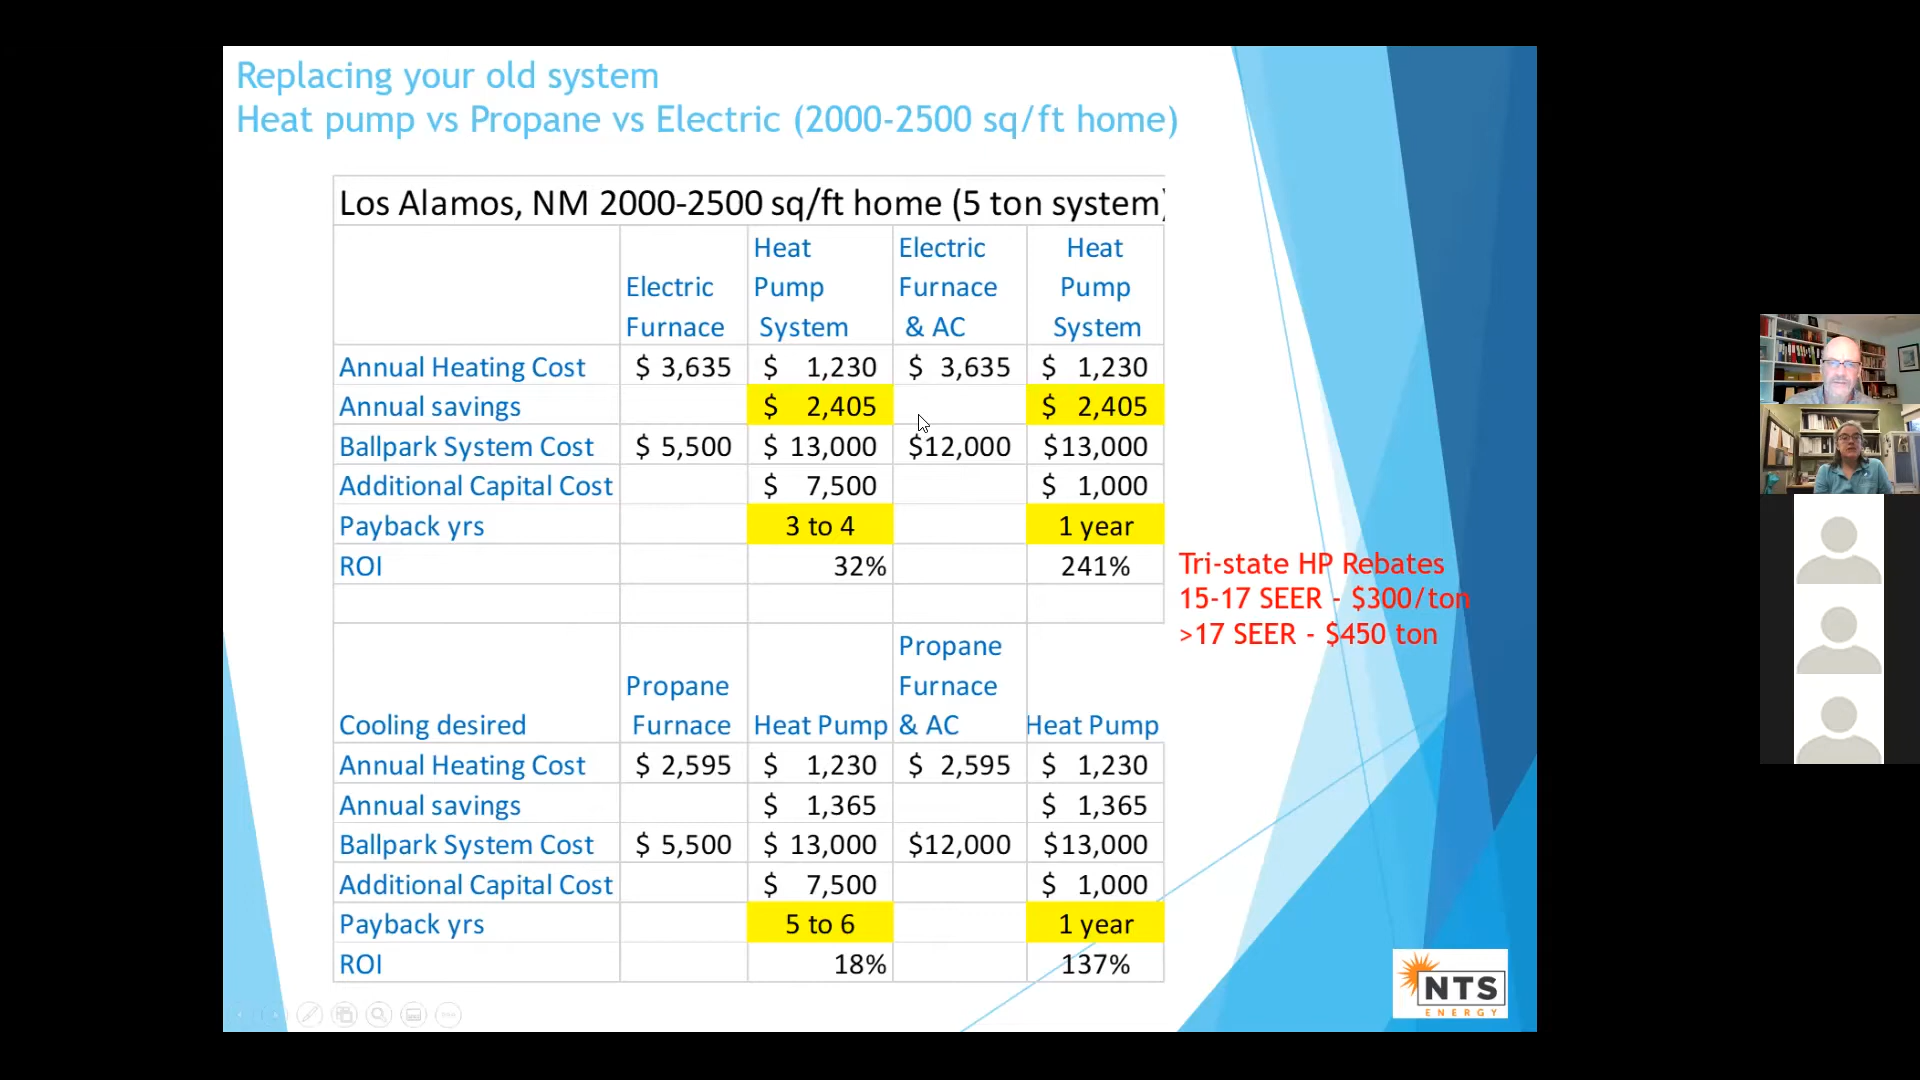 Replacing your old system
Heat pump vs Propane vs Electric (2000-2500 sq/ft home)
Los Alamos, NM 2000-2500 sq/ft home (5 ton system)
Electric Furnace Heat Pump System Electric Furnace & AC Heat Pump System
Annual Heating Cost $ 3,635 $ 1,230 $ 3,635 $ 1,230
Annual savings $ 2,405 $ 2,405
Ballpark System Cost $ 5,500 $ 13,000 $12,000 $13,000
Additional Capital Cost $ 7,500 $ 1,000
Payback yrs 3 to 4 1 year
ROI 32% 241%
Cooling desired Propane Furnace Heat Pump Propane Furnace & AC Heat Pump
Annual Heating Cost $ 2,595 $ 1,230 $ 2,595 $ 1,230
Annual savings $ 1,365 $ 1,365
Ballpark System Cost $ 5,500 $ 13,000 $12,000 $13,000
Additional Capital Cost $ 7,500 $ 1,000
Payback yrs 5 to 6 1 year
ROI 18% 137%
Tri-state HP Rebates
15-17 SEER - $300/ton
>17 SEER - $450 ton
NTS
ENERGY